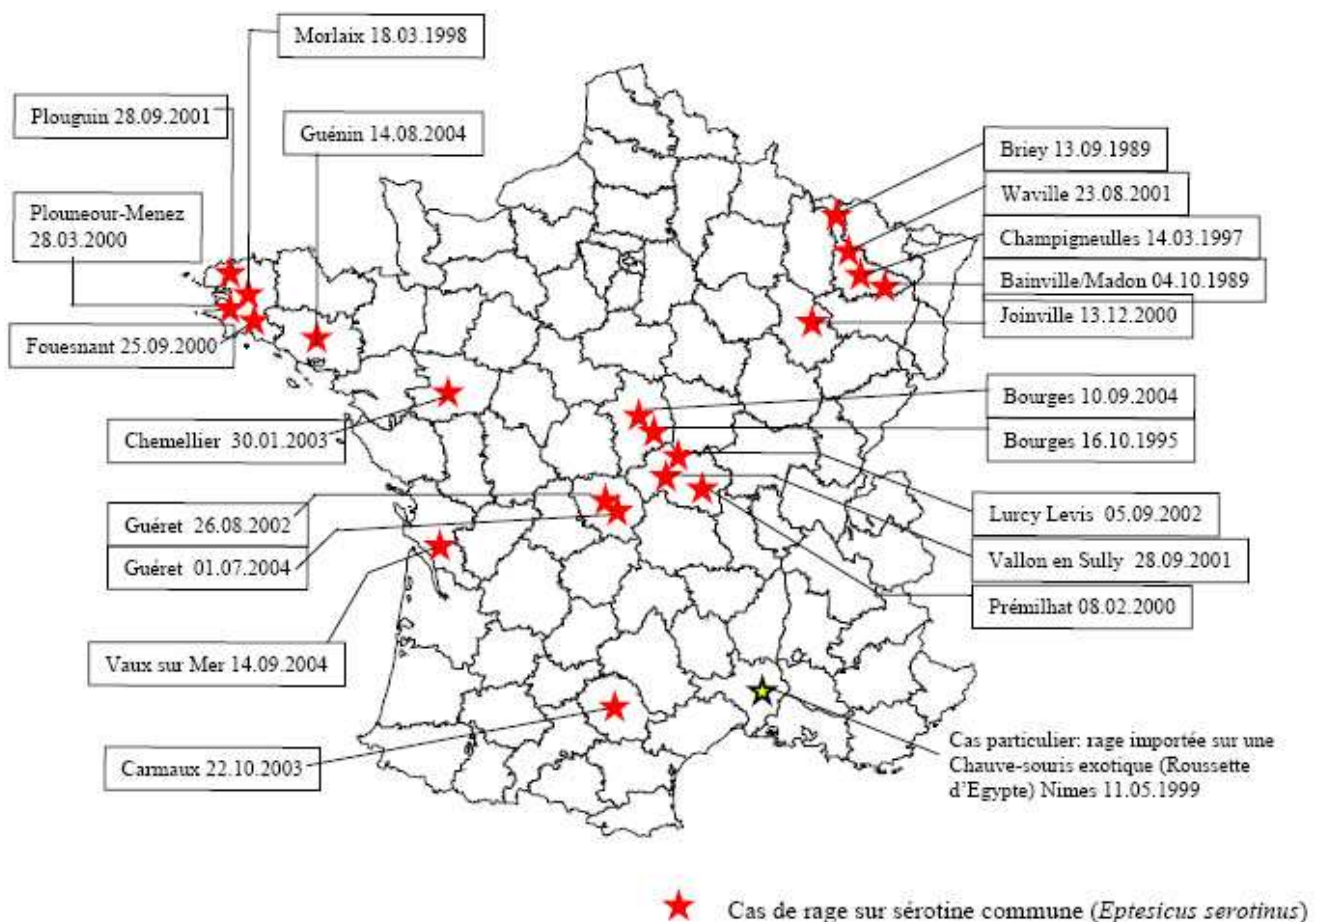 Morlaix 18.03.1998
Plouguin 28.09.2001
Guénin 14.08.2004
Briey 13.09.1989
Waville 23.08.2001
Plouneour-Menez
28.03.2000
Champigneulles 14.03.1997
Bainville/Madon 04.10.1989
Joinville 13.12.2000
Fouesnant 25.09.2000
Bourges 10.09.2004
Chemellier 30.01.2003
Bourges 16.10.1995
Guéret 26.08.2002
Lurcy Levis 05.09.2002
Guéret 01.07.2004
Vallon en Sully 28.09.2001
Prémilhat 08.02.2000
Vaux sur Mer 14.09.2004
Carmaux 22.10.2003
Cas particulier: rage importée sur une
Chauve-souris exotique (Roussette
d'Egypte) Nimes 11.05.1999
Cas de rage sur sérotine commune (Eptesicus serotinus)